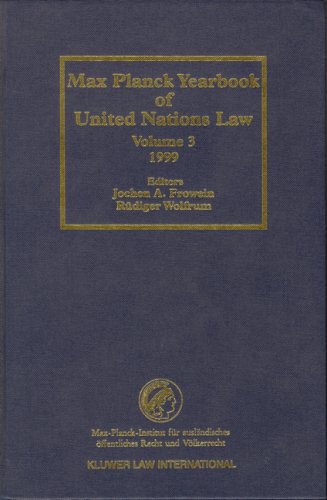 Max Planck Yearbook
of
United Nations Law
Volume 3
1999
Editors
Jochen A. Frowein
Rüdiger Wolfrum
Max-Planck-Institut für ausländisches
öffentliches Recht und Völkerrecht
KLUWER LAW INTERNATIONAL